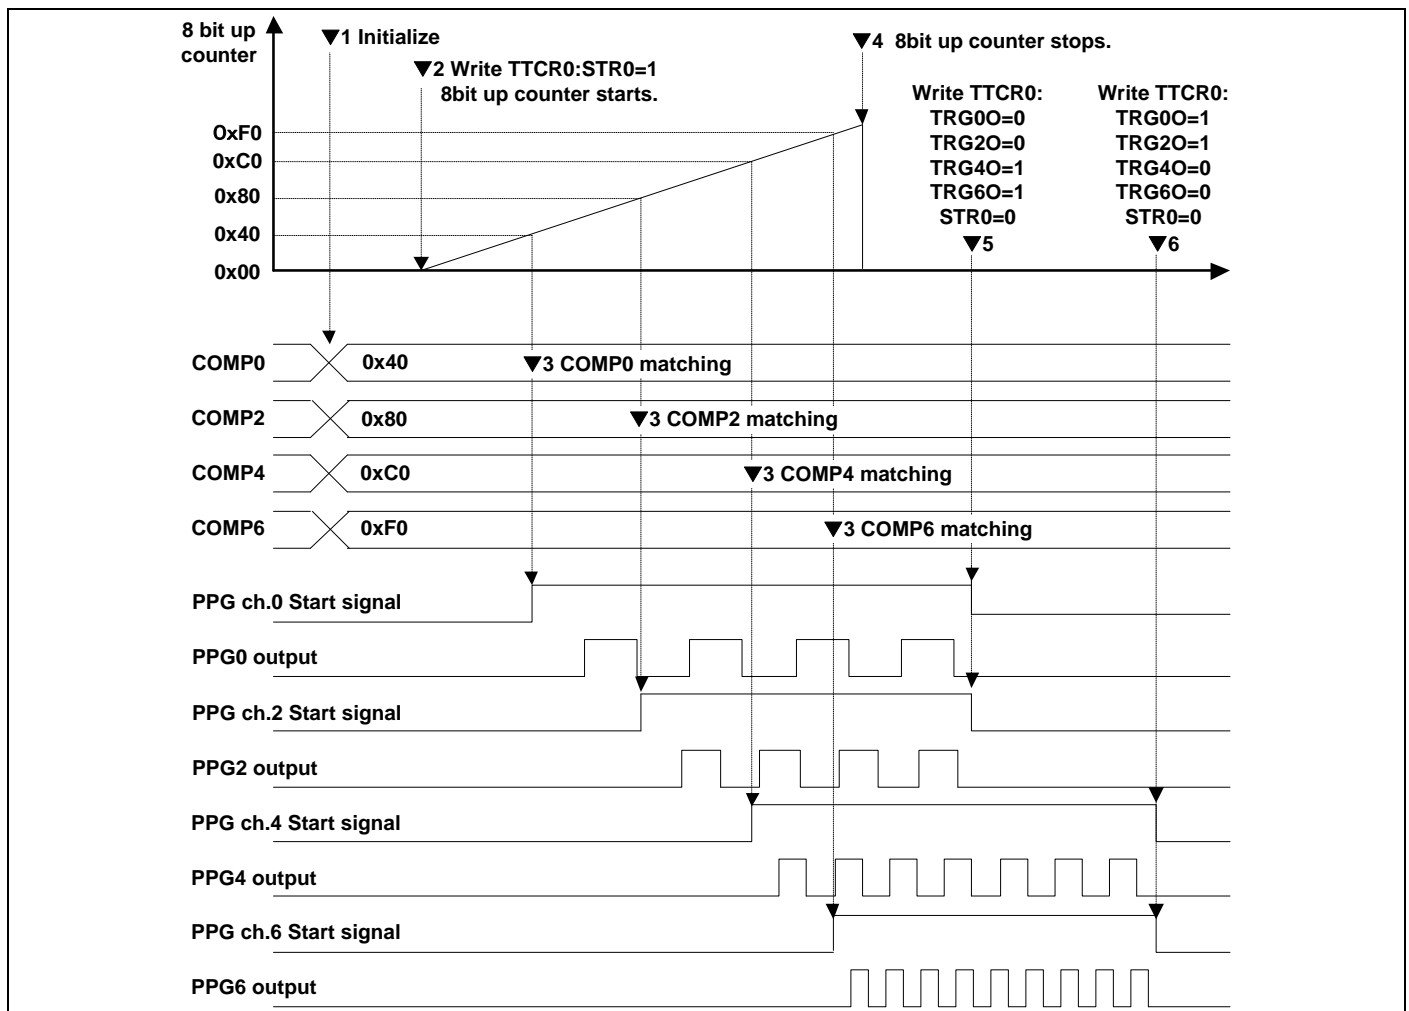 8 bit up
counter
▼1 Initialize
▼2 Write TTCR0:STR0=1
8bit up counter starts.
▼4 8bit up counter stops.
Write TTCR0:
TRG0O=0
TRG2O=0
TRG4O=1
TRG6O=1
STR0=0
▼5
Write TTCR0:
TRG0O=1
TRG2O=1
TRG4O=0
TRG6O=0
STR0=0
▼6
0xF0
0xC0
0x80
0x40
0x00
COMP0 0x40 ▼3 COMP0 matching
COMP2 0x80 ▼3 COMP2 matching
COMP4 0xC0 ▼3 COMP4 matching
COMP6 0xF0 ▼3 COMP6 matching
PPG ch.0 Start signal
PPG0 output
PPG ch.2 Start signal
PPG2 output
PPG ch.4 Start signal
PPG4 output
PPG ch.6 Start signal
PPG6 output